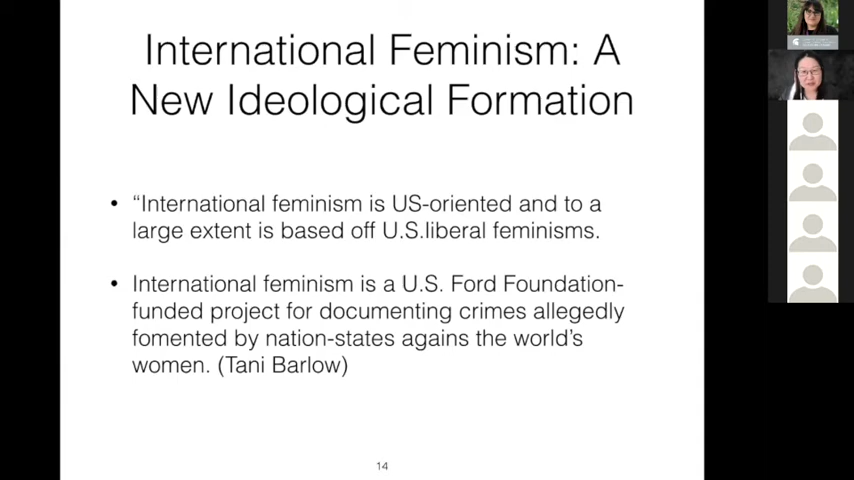 International Feminism: A
New Ideological Formation
• “International feminism is US-oriented and to a
large extent is based off U.S.liberal feminisms.
• International feminism is a U.S. Ford Foundation-
funded project for documenting crimes allegedly
fomented by nation-states agains the world’s
women. (Tani Barlow)
14